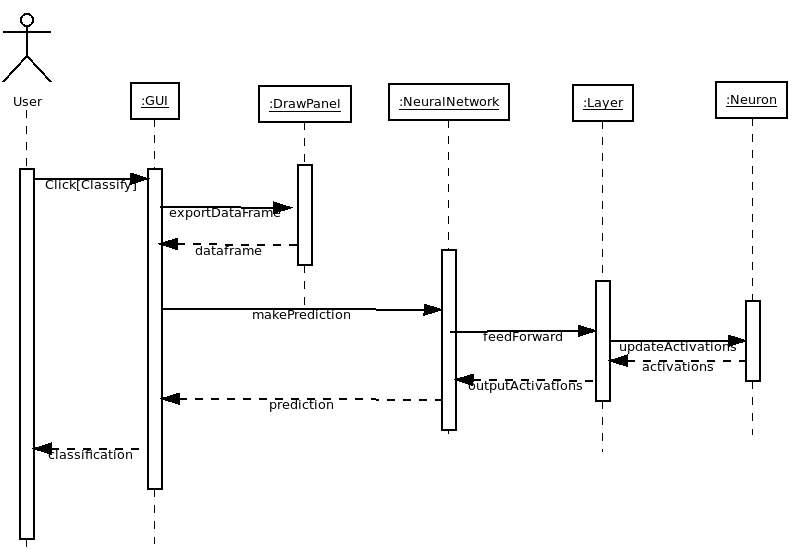 User
:GUI
:DrawPanel
:NeuralNetwork
:Layer
:Neuron
Click[Classify]
exportDataFrame
dataframe
makePrediction
feedForward
updateActivations
activations
outputActivations
prediction
classification